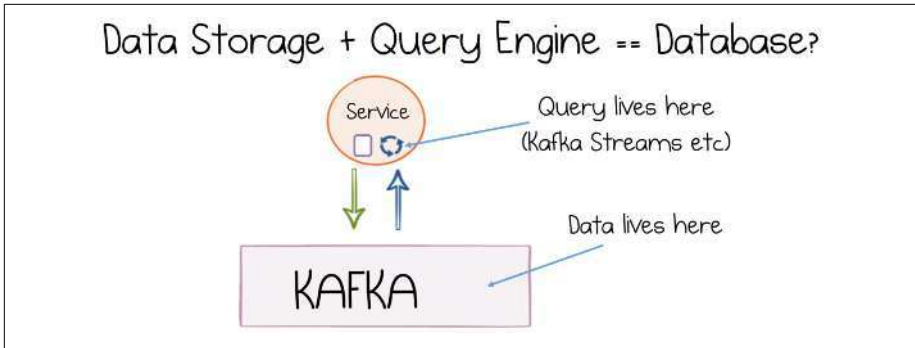 Data Storage + Query Engine == Database?
Service
Query lives here
(Kafka Streams etc)
Data lives here
KAFKA